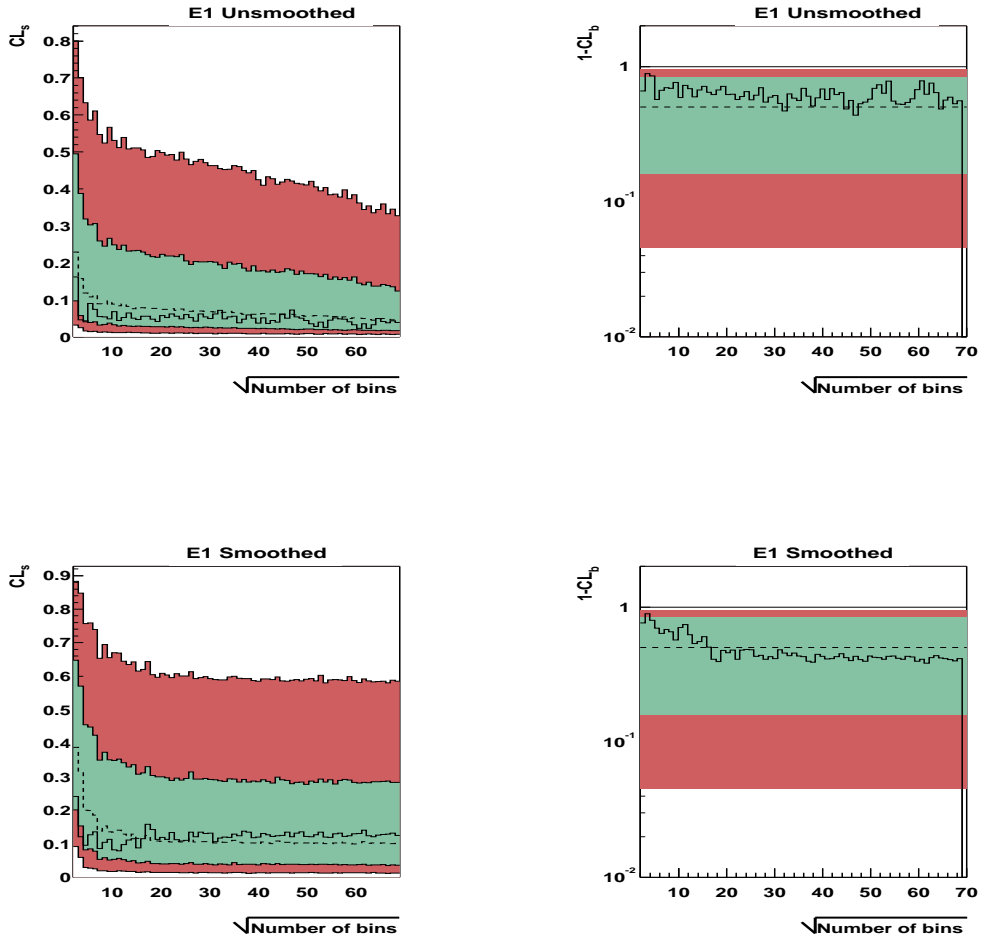 E1 Unsmoothed
CLs
0.8
0.7
0.6
0.5
0.4
0.3
0.2
0.1
0
10 20 30 40 50 60
√Number of bins
E1 Unsmoothed
1-CLb
1
10-1
10-2
10 20 30 40 50 60 70
√Number of bins
E1 Smoothed
CLs
0.9
0.8
0.7
0.6
0.5
0.4
0.3
0.2
0.1
0
10 20 30 40 50 60
√Number of bins
E1 Smoothed
1-CLb
1
10-1
10-2
10 20 30 40 50 60 70
√Number of bins